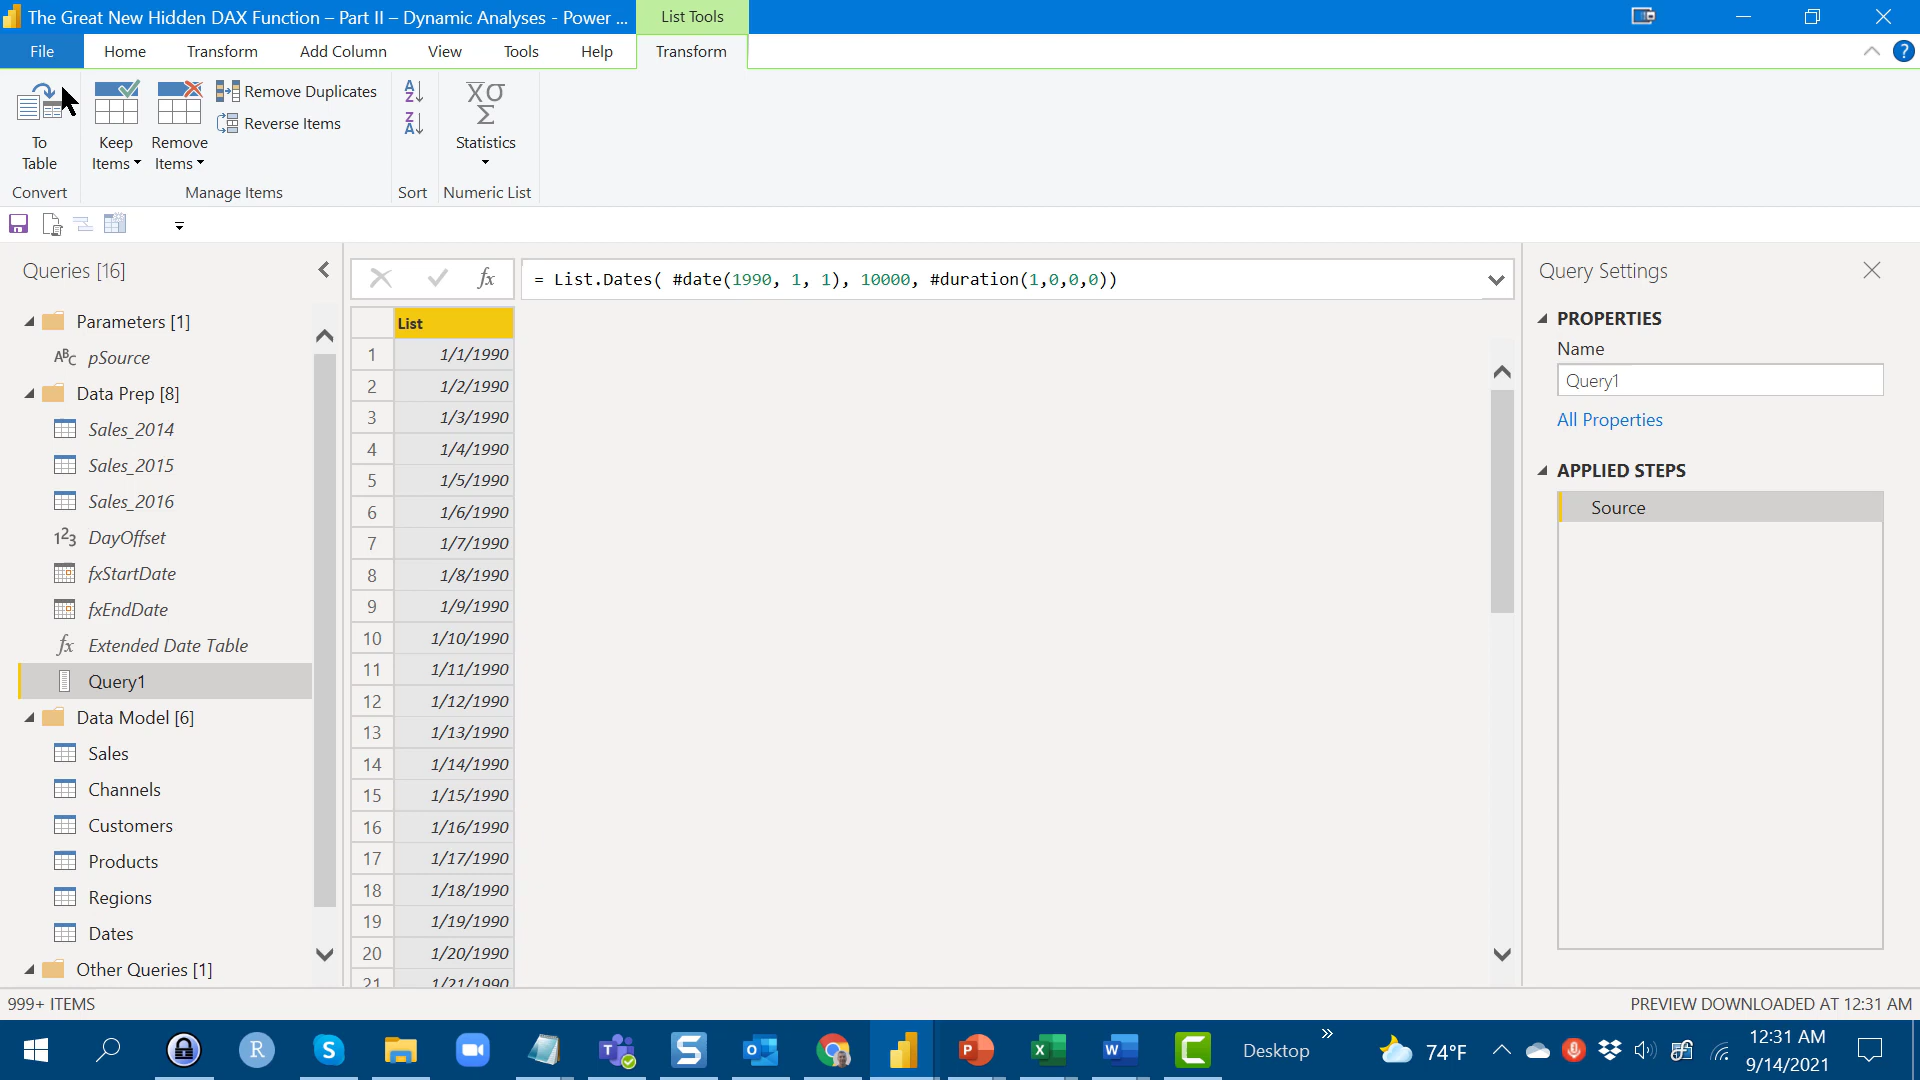 The Great New Hidden DAX Function – Part II – Dynamic Analyses - Power ...
List Tools
File
Home
Transform
Add Column
View
Tools
Help
Transform
?
To
Table
Keep
Items
Remove
Items
Remove Duplicates
Reverse Items
Statistics
Convert
Manage Items
Sort
Numeric List
Queries [16]
Parameters [1]
pSource
Data Prep [8]
Sales_2014
Sales_2015
Sales_2016
DayOffset
fxStartDate
fxEndDate
Extended Date Table
Query1
Data Model [6]
Sales
Channels
Customers
Products
Regions
Dates
Other Queries [1]
fx
= List.Dates( #date(1990, 1, 1), 10000, #duration(1,0,0,0))
List
1 1/1/1990
2 1/2/1990
3 1/3/1990
4 1/4/1990
5 1/5/1990
6 1/6/1990
7 1/7/1990
8 1/8/1990
9 1/9/1990
10 1/10/1990
11 1/11/1990
12 1/12/1990
13 1/13/1990
14 1/14/1990
15 1/15/1990
16 1/16/1990
17 1/17/1990
18 1/18/1990
19 1/19/1990
20 1/20/1990
21 1/21/1990
Query Settings
PROPERTIES
Name
Query1
All Properties
APPLIED STEPS
Source
999+ ITEMS
PREVIEW DOWNLOADED AT 12:31 AM
Desktop
74°F
12:31 AM
9/14/2021